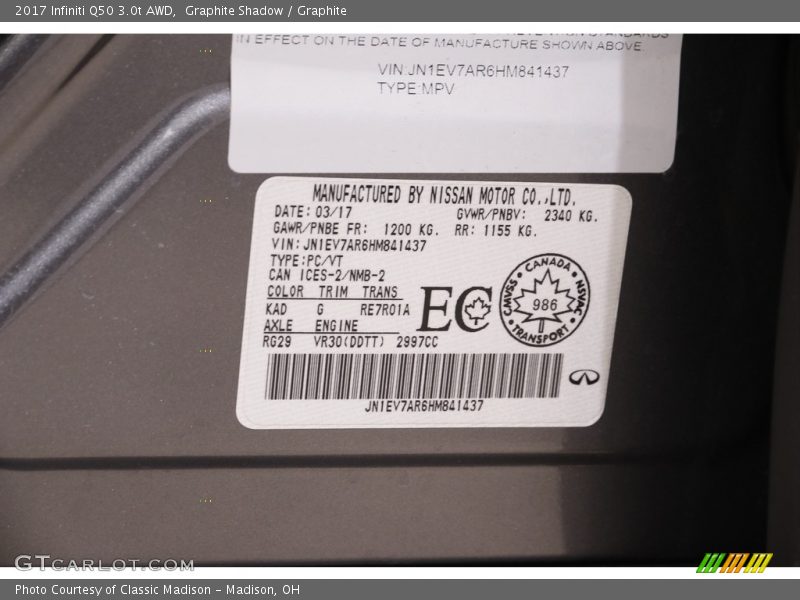 2017 Infiniti Q50 3.0t AWD,  Graphite Shadow / Graphite
IN EFFECT ON THE DATE OF MANUFACTURE SHOWN ABOVE.
VIN:JN1EV7AR6HM841437
TYPE:MPV
MANUFACTURED BY NISSAN MOTOR CO.,LTD.
DATE: 03/17 GVWR/PNBV: 2340 KG.
GAWR/PNBE FR: 1200 KG. RR: 1155 KG.
VIN: JN1EV7AR6HM841437
TYPE:PC/VT
CAN ICES-2/NMB-2
COLOR TRIM TRANS
KAD G RE7R01A
AXLE ENGINE
RG29 VR30(DDTT) 2997CC
EC
CANADA
CMVSS
986
NSVAC
TRANSPORT
JN1EV7AR6HM841437
GTCARLOT.COM
Photo Courtesy of Classic Madison - Madison, OH